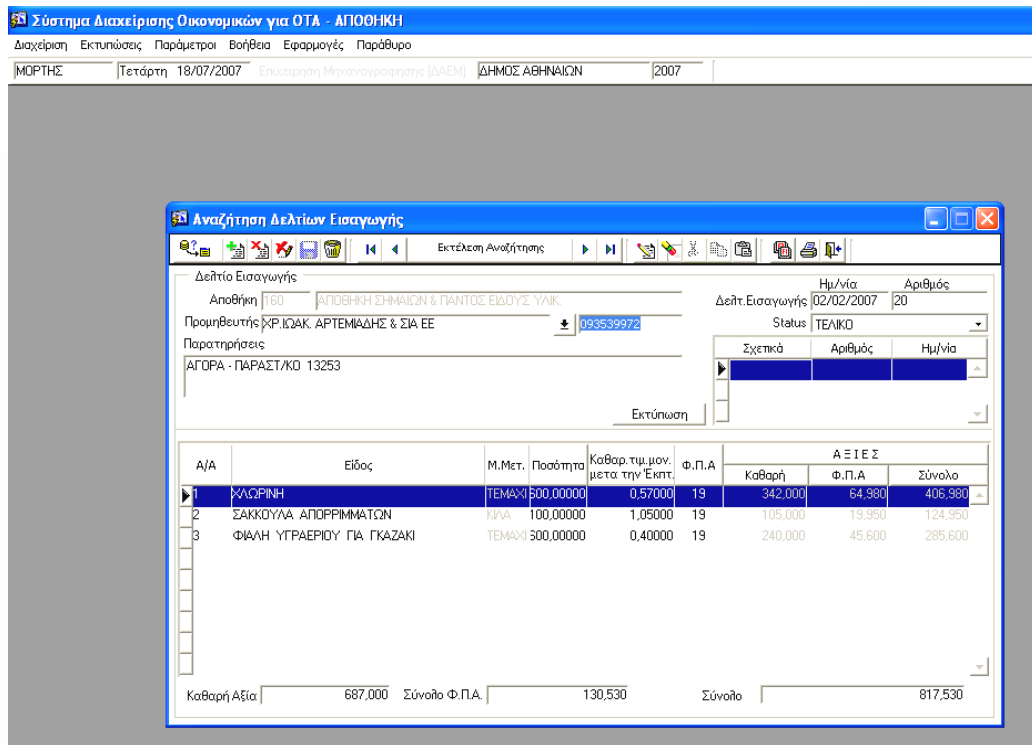 Σύστημα Διαχείρισης Οικονομικών για ΟΤΑ - ΑΠΟΘΗΚΗ
Διαχείριση Εκτυπώσεις Παράμετροι Βοήθεια Εφαρμογές Παράθυρο
ΜΟΡΤΗΣ Τετάρτη 18/07/2007 Επιχειρηση Μηχανογραφησης [ΔΑΕΜ] ΔΗΜΟΣ ΑΘΗΝΑΙΩΝ 2007
Αναζήτηση Δελτίων Εισαγωγής
Εκτέλεση Αναζήτησης
Δελτίο Εισαγωγής
Ημ/νία Αριθμός
Αποθήκη 160 ΑΠΟΘΗΚΗ ΣΗΜΑΙΩΝ & ΠΑΝΤΟΣ ΕΙΔΟΥΣ ΥΛΙΚ. Δελτ.Εισαγωγής 02/02/2007 20
Προμηθευτής ΧΡ.ΙΩΑΚ. ΑΡΤΕΜΙΑΔΗΣ & ΣΙΑ ΕΕ 093539972 Status ΤΕΛΙΚΟ
Παρατηρήσεις Σχετικά Αριθμός Ημ/νία
ΑΓΟΡΑ - ΠΑΡΑΣΤ/ΚΟ 13253
Εκτύπωση
Α/Α Είδος Μ.Μετ. Ποσότητα Καθαρ.τιμ.μον. μετα την Έκπτ. Φ.Π.Α ΑΞΙΕΣ
Καθαρή Φ.Π.Α Σύνολο
1 ΧΛΩΡΙΝΗ ΤΕΜΑΧΙ 600,00000 0,57000 19 342,000 64,980 406,980
2 ΣΑΚΚΟΥΛΑ ΑΠΟΡΡΙΜΜΑΤΩΝ ΚΙΛΑ 100,00000 1,05000 19 105,000 19,950 124,950
3 ΦΙΑΛΗ ΥΓΡΑΕΡΙΟΥ ΓΙΑ ΓΚΑΖΑΚΙ ΤΕΜΑΧΙ 600,00000 0,40000 19 240,000 45,600 285,600
Καθαρή Αξία 687,000 Σύνολο Φ.Π.Α. 130,530 Σύνολο 817,530